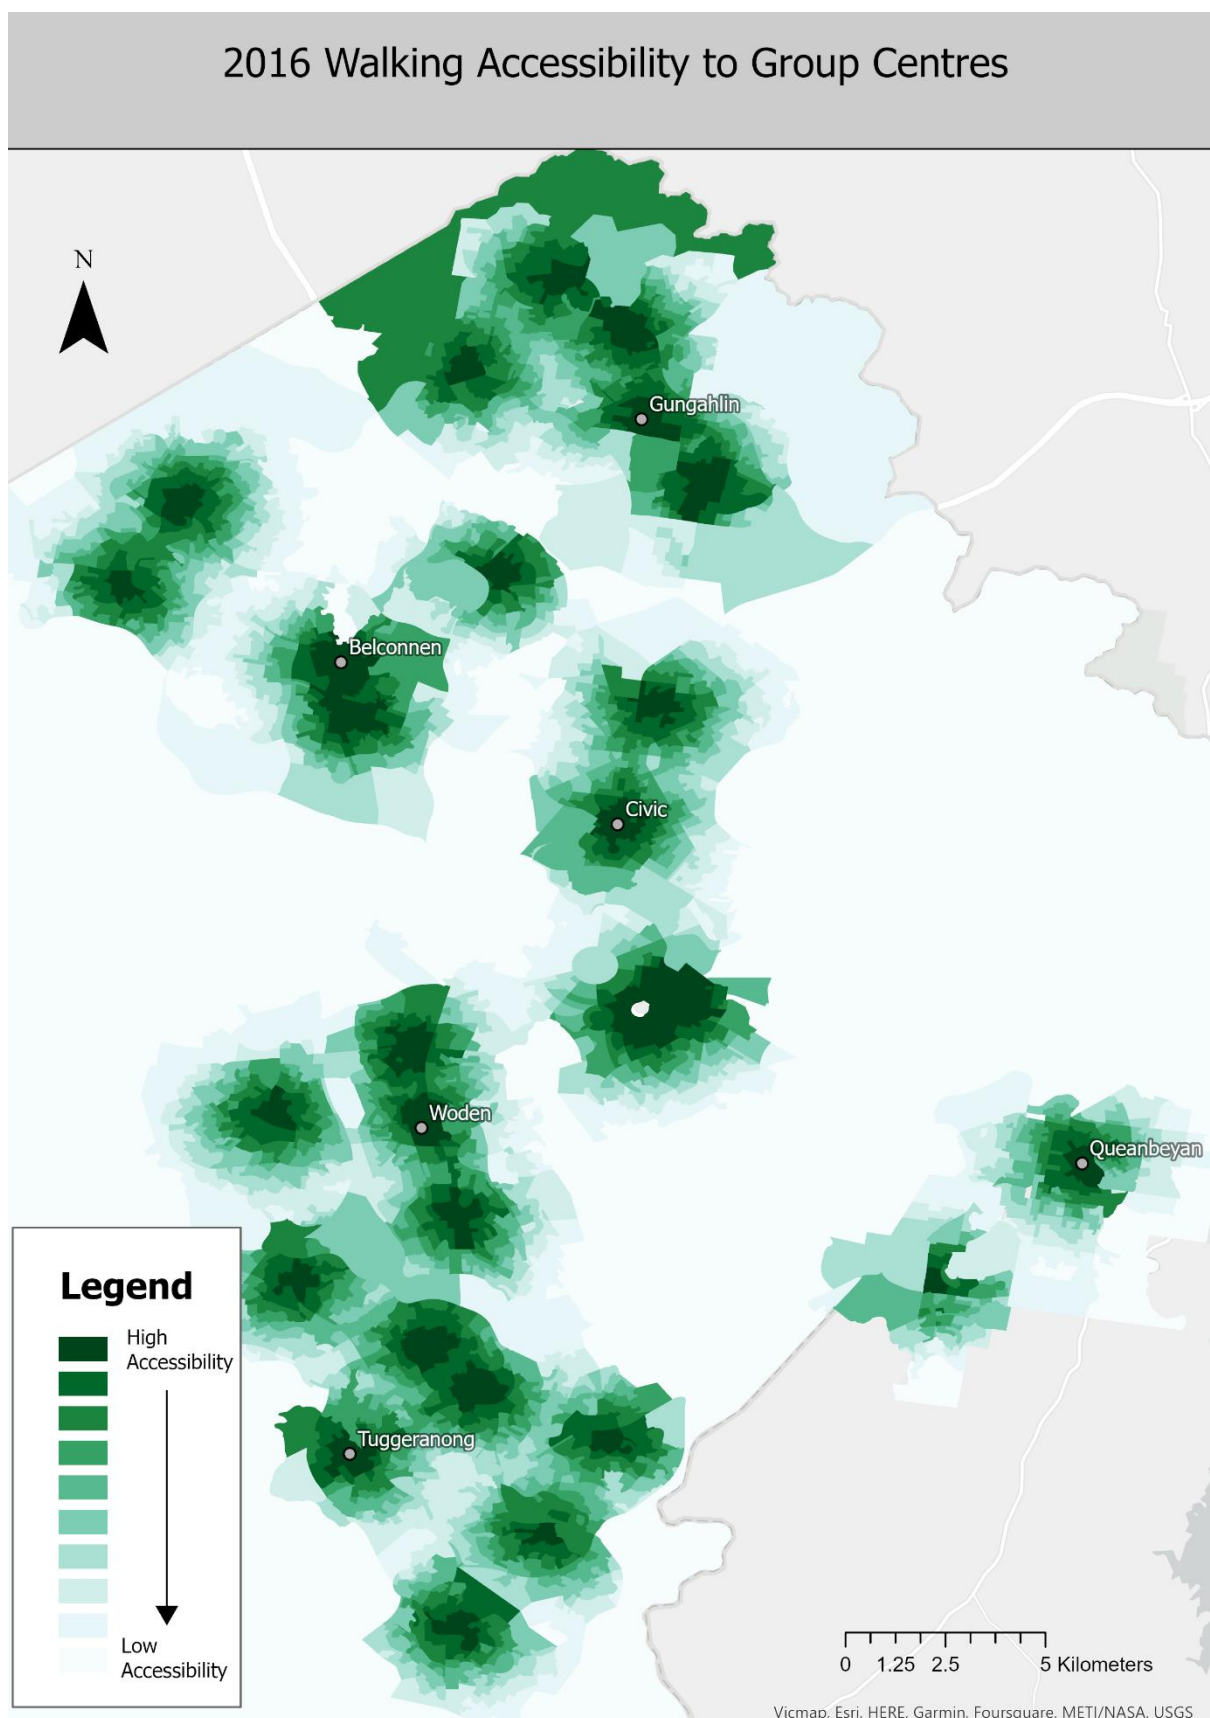 2016 Walking Accessibility to Group Centres
N
Gungahlin
Belconnen
Civic
Woden
Queanbeyan
Tuggeranong
Legend
High
Accessibility
Low
Accessibility
0 1.25 2.5 5 Kilometers
Vicmap, Esri, HERE, Garmin, Foursquare, METI/NASA, USGS